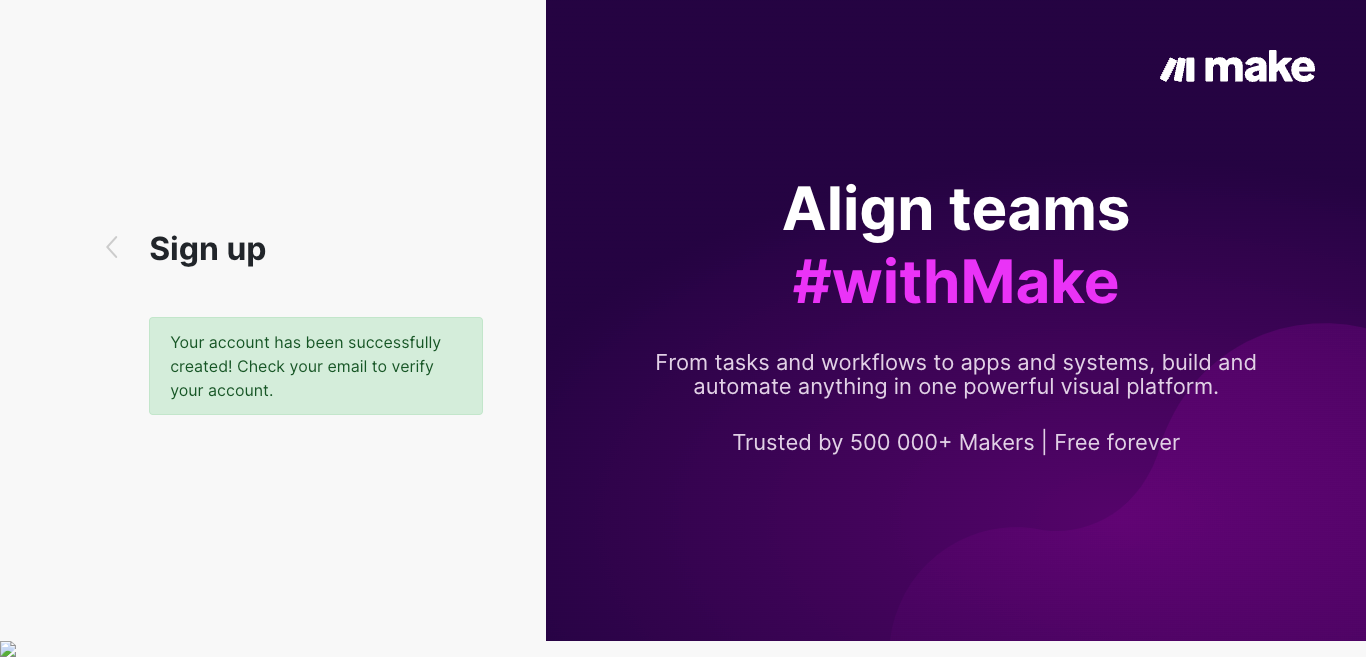 Sign up
Your account has been successfully
created! Check your email to verify
your account.
make
Align teams
#withMake
From tasks and workflows to apps and systems, build and
automate anything in one powerful visual platform.
Trusted by 500 000+ Makers | Free forever